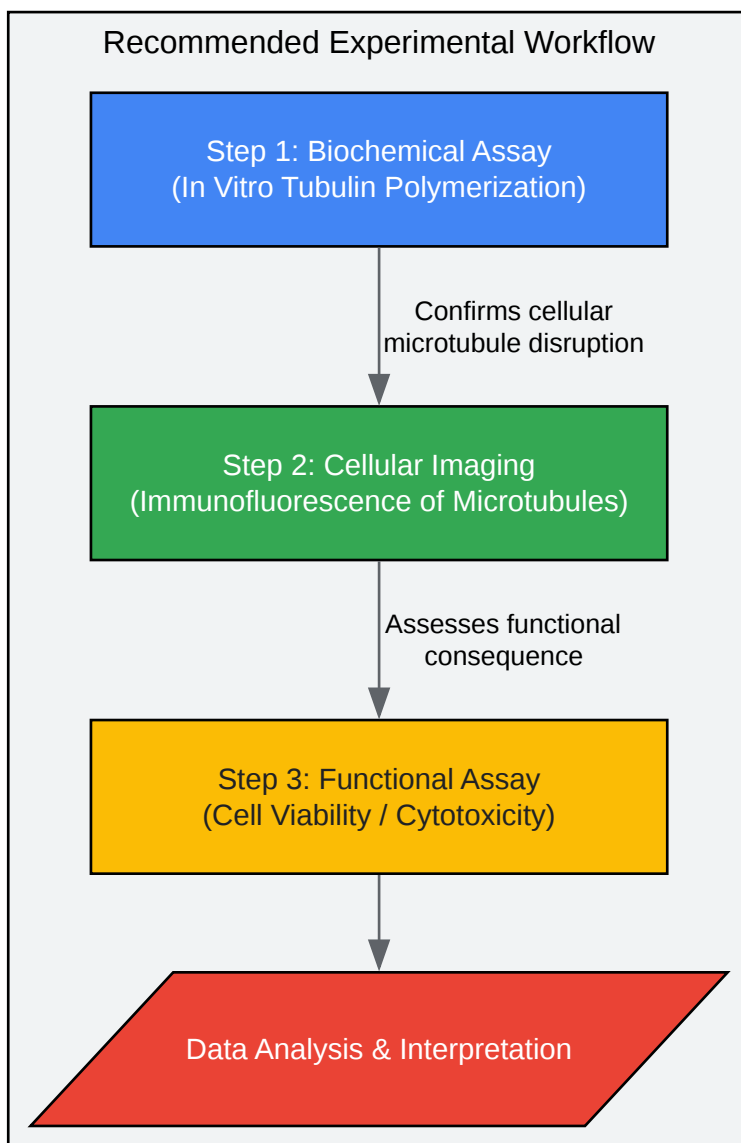 Recommended Experimental Workflow
Step 1: Biochemical Assay
(In Vitro Tubulin Polymerization)
Confirms cellular
microtubule disruption
Step 2: Cellular Imaging
(Immunofluorescence of Microtubules)
Assesses functional
consequence
Step 3: Functional Assay
(Cell Viability / Cytotoxicity)
Data Analysis & Interpretation